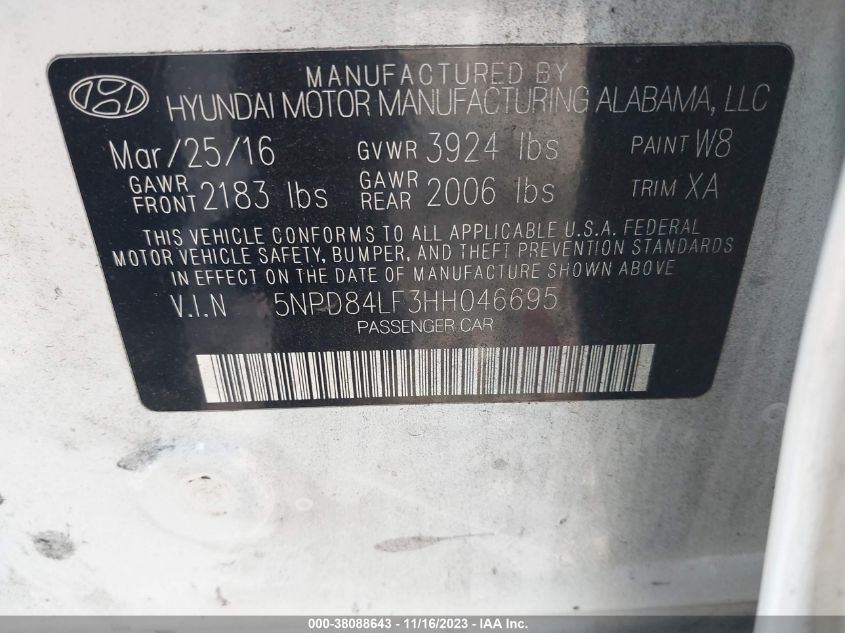 MANUFACTURED BY
HYUNDAI MOTOR MANUFACTURING ALABAMA, LLC
Mar/25/16 GVWR 3924 lbs PAINT W8
GAWR FRONT 2183 lbs GAWR REAR 2006 lbs TRIM XA
THIS VEHICLE CONFORMS TO ALL APPLICABLE U.S.A. FEDERAL
MOTOR VEHICLE SAFETY, BUMPER, AND THEFT PREVENTION STANDARDS
IN EFFECT ON THE DATE OF MANUFACTURE SHOWN ABOVE.
V.I.N 5NPD84LF3HH046695
PASSENGER CAR
000-38088643 - 11/16/2023 - IAA Inc.